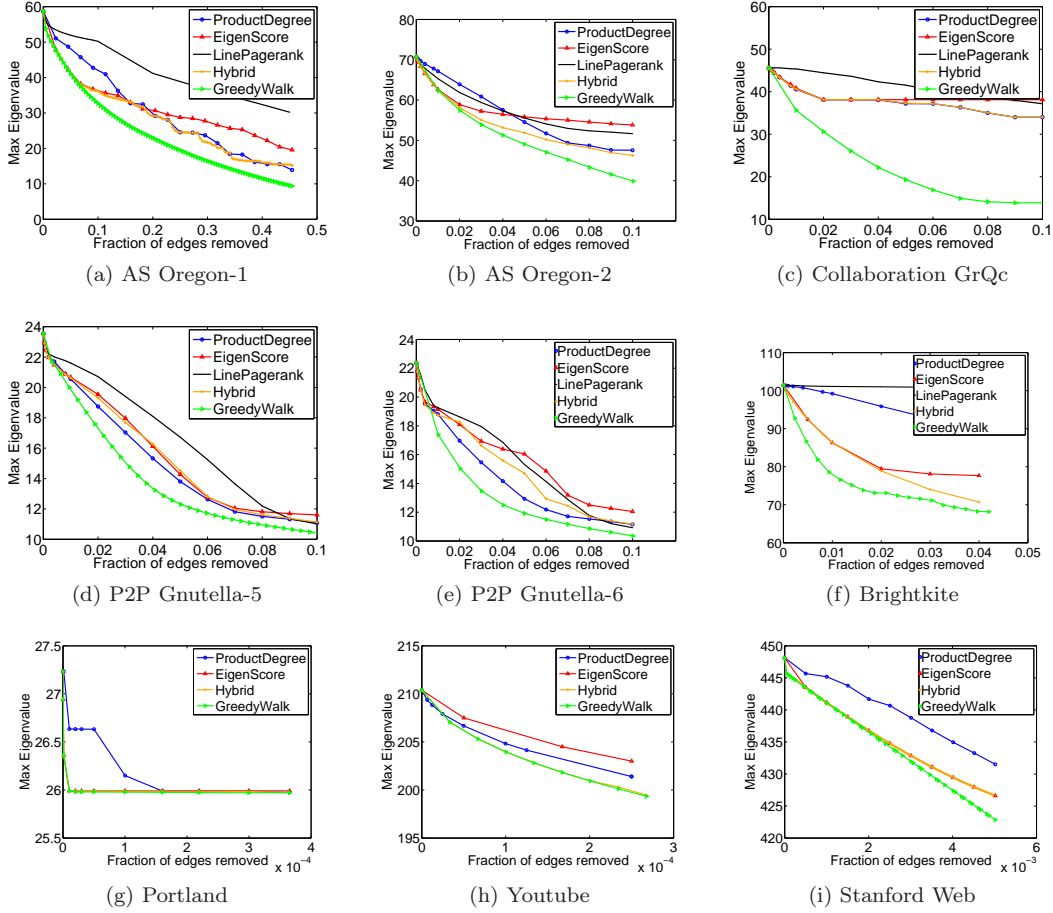 60
50
40
30
20
10
0
0
0.1
0.2
0.3
0.4
0.5
Max Eigenvalue
Fraction of edges removed
ProductDegree
EigenScore
LinePagerank
Hybrid
GreedyWalk
(a) AS Oregon-1
80
70
60
50
40
30
0
0.02
0.04
0.06
0.08
0.1
Max Eigenvalue
Fraction of edges removed
ProductDegree
EigenScore
LinePagerank
Hybrid
GreedyWalk
(b) AS Oregon-2
60
50
40
30
20
10
0
0.02
0.04
0.06
0.08
0.1
Max Eigenvalue
Fraction of edges removed
ProductDegree
EigenScore
LinePagerank
Hybrid
GreedyWalk
(c) Collaboration GrQc
24
22
20
18
16
14
12
10
0
0.02
0.04
0.06
0.08
0.1
Max Eigenvalue
Fraction of edges removed
ProductDegree
EigenScore
LinePagerank
Hybrid
GreedyWalk
(d) P2P Gnutella-5
24
22
20
18
16
14
12
10
0
0.02
0.04
0.06
0.08
0.1
Max Eigenvalue
Fraction of edges removed
ProductDegree
EigenScore
LinePagerank
Hybrid
GreedyWalk
(e) P2P Gnutella-6
110
100
90
80
70
60
0
0.01
0.02
0.03
0.04
0.05
Max Eigenvalue
Fraction of edges removed
ProductDegree
EigenScore
LinePagerank
Hybrid
GreedyWalk
(f) Brightkite
27.5
27
26.5
26
25.5
0
1
2
3
4
x 10⁻⁴
Max Eigenvalue
Fraction of edges removed
ProductDegree
EigenScore
Hybrid
GreedyWalk
(g) Portland
215
210
205
200
195
0
1
2
3
x 10⁻⁴
Max Eigenvalue
Fraction of edges removed
ProductDegree
EigenScore
Hybrid
GreedyWalk
(h) Youtube
450
445
440
435
430
425
420
0
2
4
6
x 10⁻³
Max Eigenvalue
Fraction of edges removed
ProductDegree
EigenScore
Hybrid
GreedyWalk
(i) Stanford Web